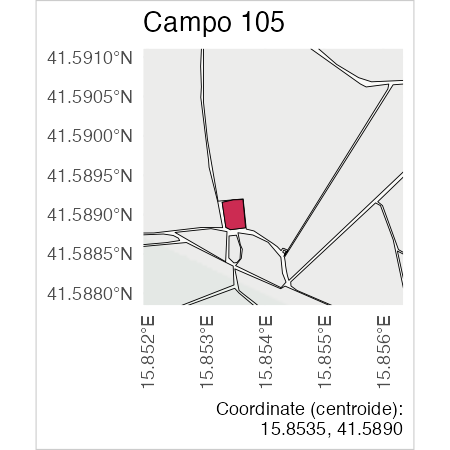 Campo 105
41.5910°N
41.5905°N
41.5900°N
41.5895°N
41.5890°N
41.5885°N
41.5880°N
15.852°E
15.853°E
15.854°E
15.855°E
15.856°E
Coordinate (centroide):
15.8535, 41.5890